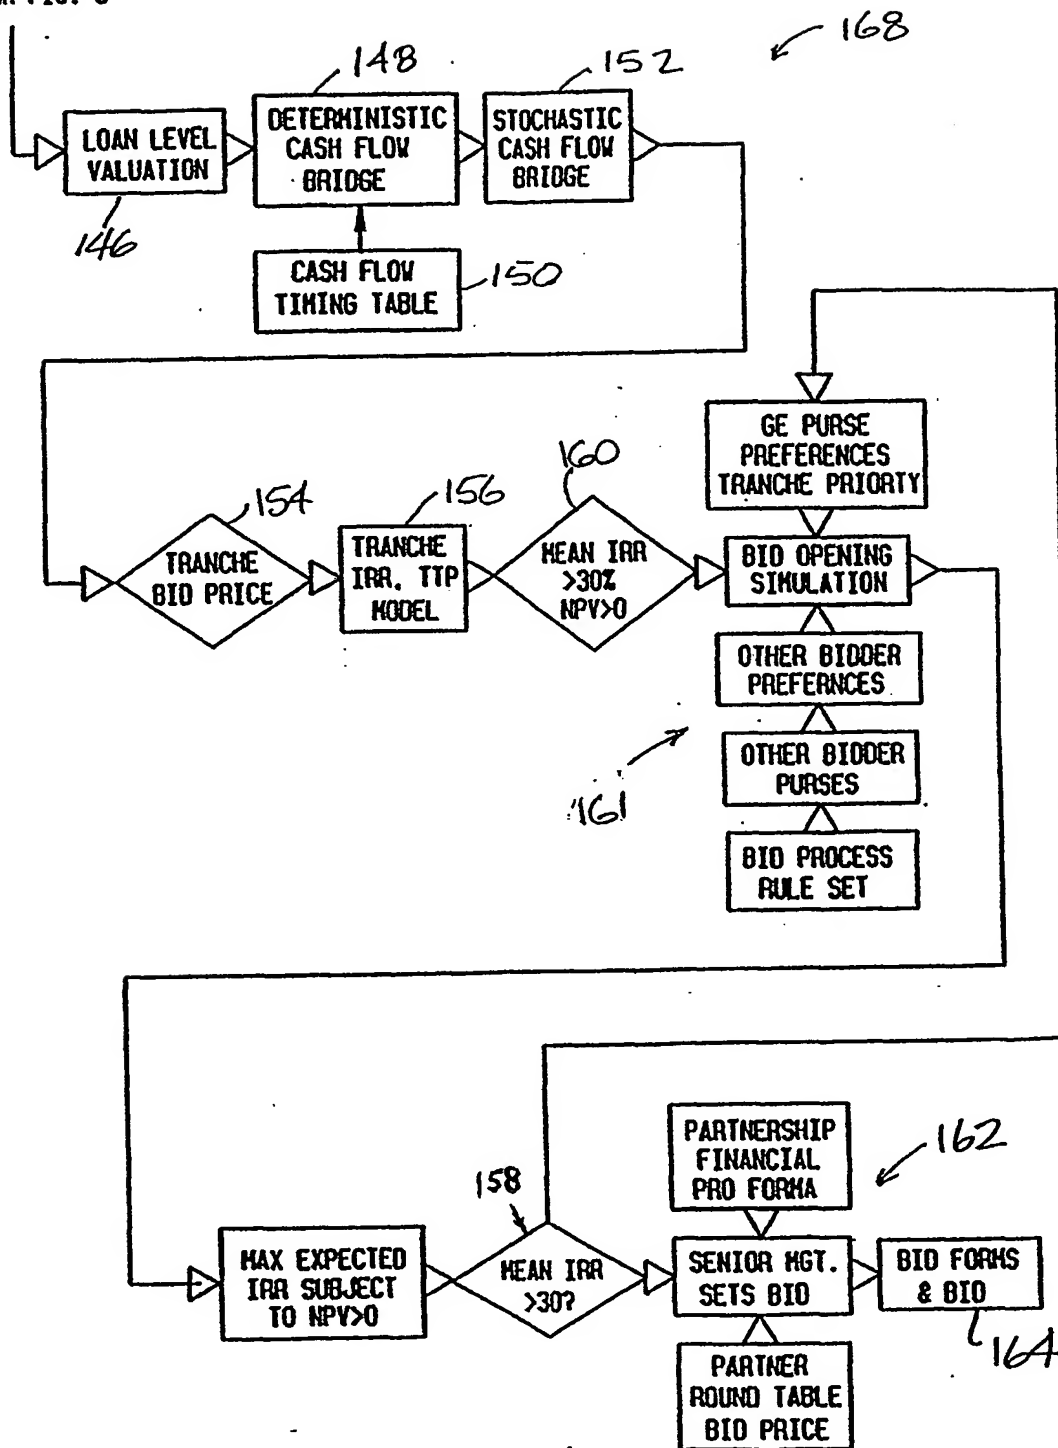 168
148
152
LOAN LEVEL
VALUATION
146
DETERMINISTIC
CASH FLOW
BRIDGE
STOCHASTIC
CASH FLOW
BRIDGE
CASH FLOW
TIMING TABLE
150
GE PURSE
PREFERENCES
TRANCHE PRIORTY
154
TRANCHE
BID PRICE
156
TRANCHE
IRR, TTP
MODEL
160
MEAN IRR
>30%
NPV>0
BID OPENING
SIMULATION
OTHER BIDDER
PREFERNCES
OTHER BIDDER
PURSES
161
BID PROCESS
RULE SET
PARTNERSHIP
FINANCIAL
PRO FORMA
162
MAX EXPECTED
IRR SUBJECT
TO NPV>0
158
MEAN IRR
>30?
SENIOR MGT.
SETS BID
BID FORMS
& BID
164
PARTNER
ROUND TABLE
BID PRICE